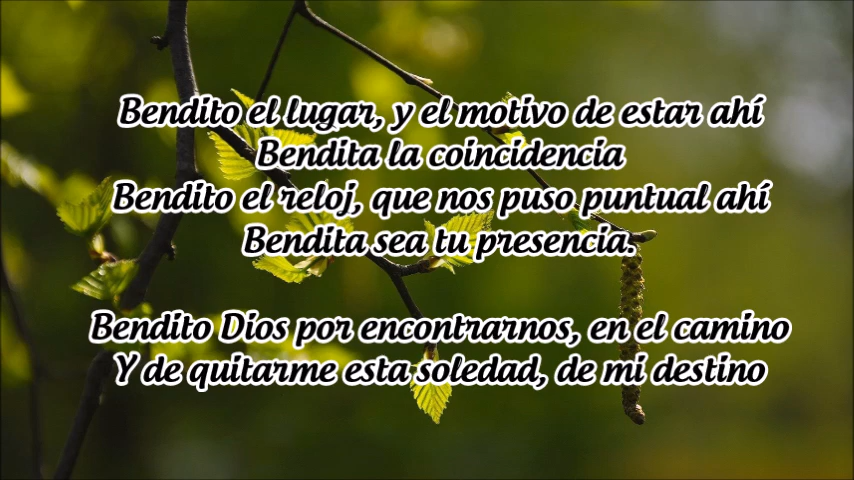 Bendito el lugar, y el motivo de estar ahí
Bendita la coincidencia
Bendito el reloj, que nos puso puntual ahí
Bendita sea tu presencia.
Bendito Dios por encontrarnos, en el camino
Y de quitarme esta soledad, de mi destino